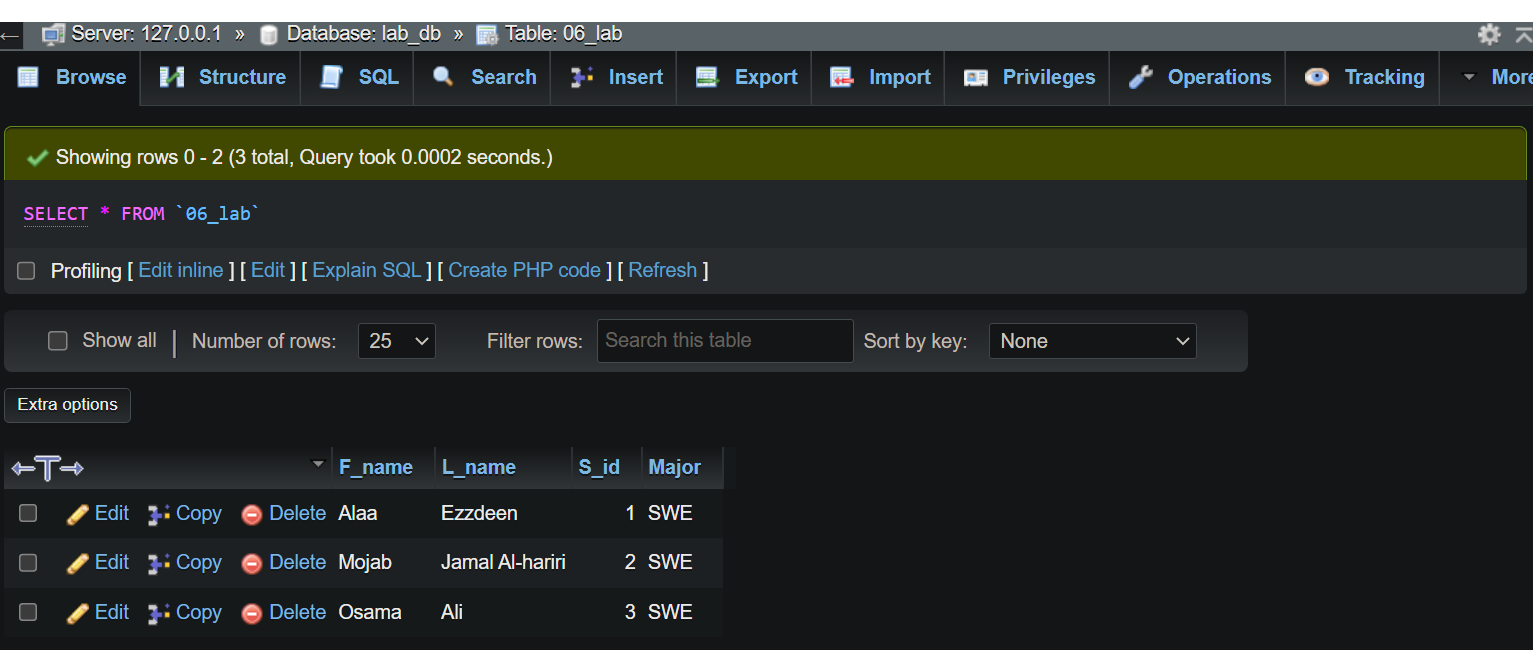 Server: 127.0.0.1 » Database: lab_db » Table: 06_lab
Browse Structure SQL Search Insert Export Import Privileges Operations Tracking More
Showing rows 0 - 2 (3 total, Query took 0.0002 seconds.)
SELECT * FROM `06_lab`
Profiling [ Edit inline ] [ Edit ] [ Explain SQL ] [ Create PHP code ] [ Refresh ]
Show all | Number of rows: 25 Filter rows: Search this table Sort by key: None
Extra options
←T→ F_name L_name S_id Major
Edit Copy Delete Alaa Ezzdeen 1 SWE
Edit Copy Delete Mojab Jamal Al-hariri 2 SWE
Edit Copy Delete Osama Ali 3 SWE